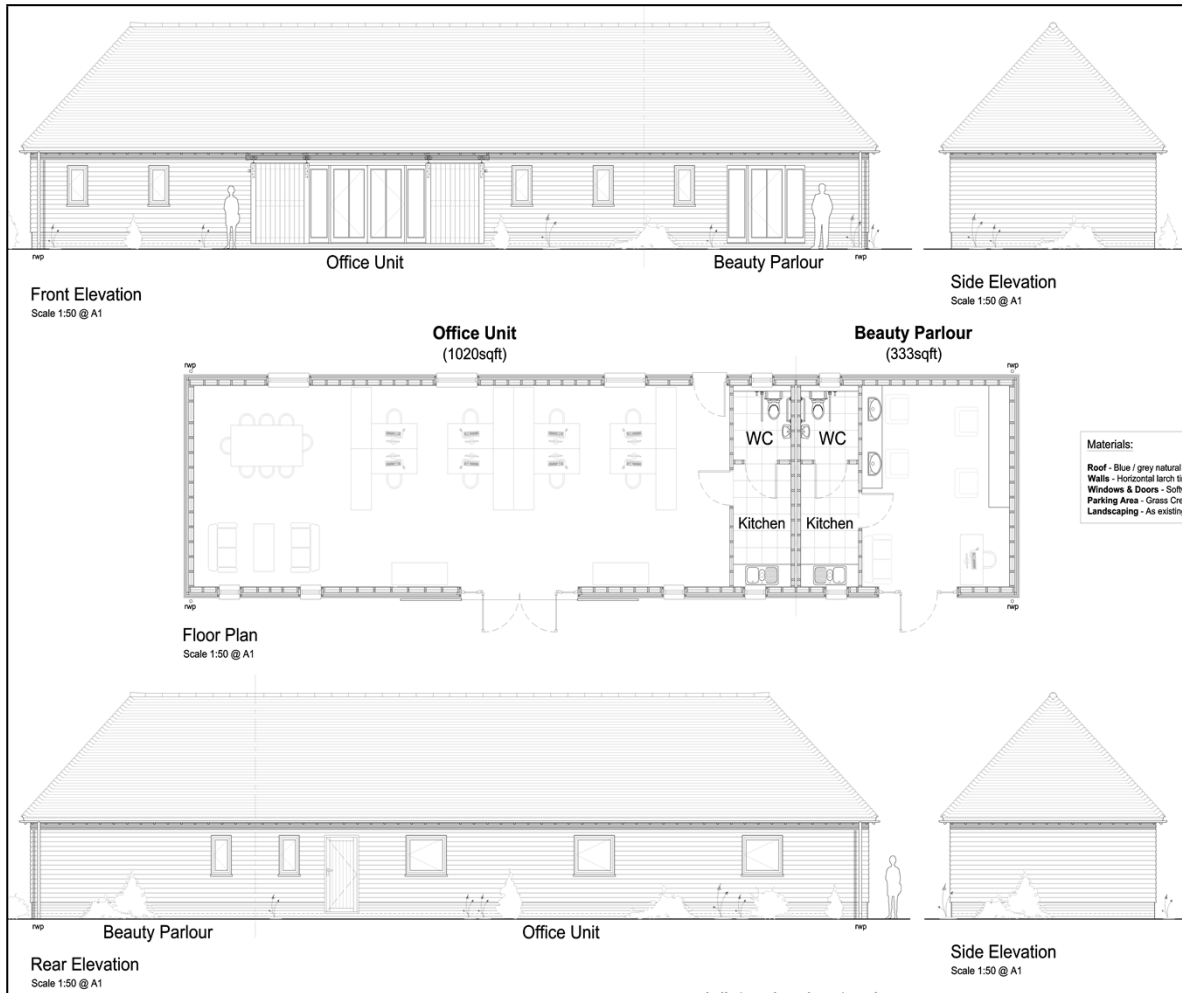 rwp
Office Unit
Beauty Parlour
rwp
Front Elevation
Scale 1:50 @ A1
Side Elevation
Scale 1:50 @ A1
Office Unit
(1020sqft)
Beauty Parlour
(333sqft)
rwp
rwp
WC
WC
Kitchen
Kitchen
Materials:
Roof - Blue / grey natural
Walls - Horizontal larch
Windows & Doors -
Parking Area - Grass
Landscaping - As existing
rwp
rwp
Floor Plan
Scale 1:50 @ A1
rwp
Beauty Parlour
Office Unit
rwp
Rear Elevation
Scale 1:50 @ A1
Side Elevation
Scale 1:50 @ A1